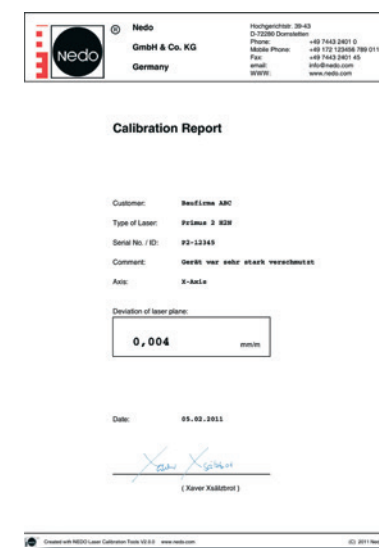 Nedo
®
Nedo
GmbH & Co. KG
Germany
Hochgerichtstr. 39-43
D-72280 Dornstetten
Phone: +49 7443 2401 0
Mobile Phone: +49 172 123456 789 011
Fax: +49 7443 2401 45
email: info@nedo.com
WWW: www.nedo.com
Calibration Report
Customer: Baufirma ABC
Type of Laser: Primus 2 H2N
Serial No. / ID: P2-12345
Comment: Gerät war sehr stark verschmutzt
Axis: X-Axis
Deviation of laser plane:
0,004 mm/m
Date: 05.02.2011
( Xaver Xsälzbrot )
Created with NEDO Laser Calibration Tools V2.0.0 www.nedo.com (C) 2011 Nedo